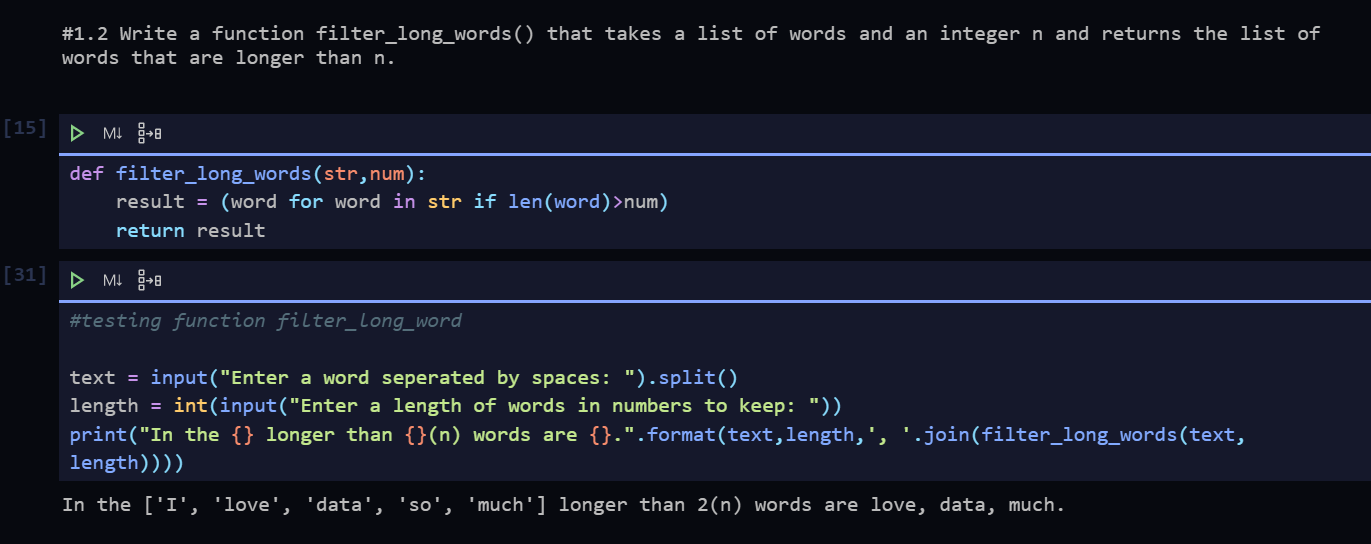 #1.2 Write a function filter_long_words() that takes a list of words and an integer n and returns the list of
words that are longer than n.
[15]
M↓
def filter_long_words(str,num):
    result = (word for word in str if len(word)>num)
    return result
[31]
M↓
#testing function filter_long_word
text = input("Enter a word seperated by spaces: ").split()
length = int(input("Enter a length of words in numbers to keep: "))
print("In the {} longer than {}(n) words are {}.".format(text,length,', '.join(filter_long_words(text,
length))))
In the ['I', 'love', 'data', 'so', 'much'] longer than 2(n) words are love, data, much.